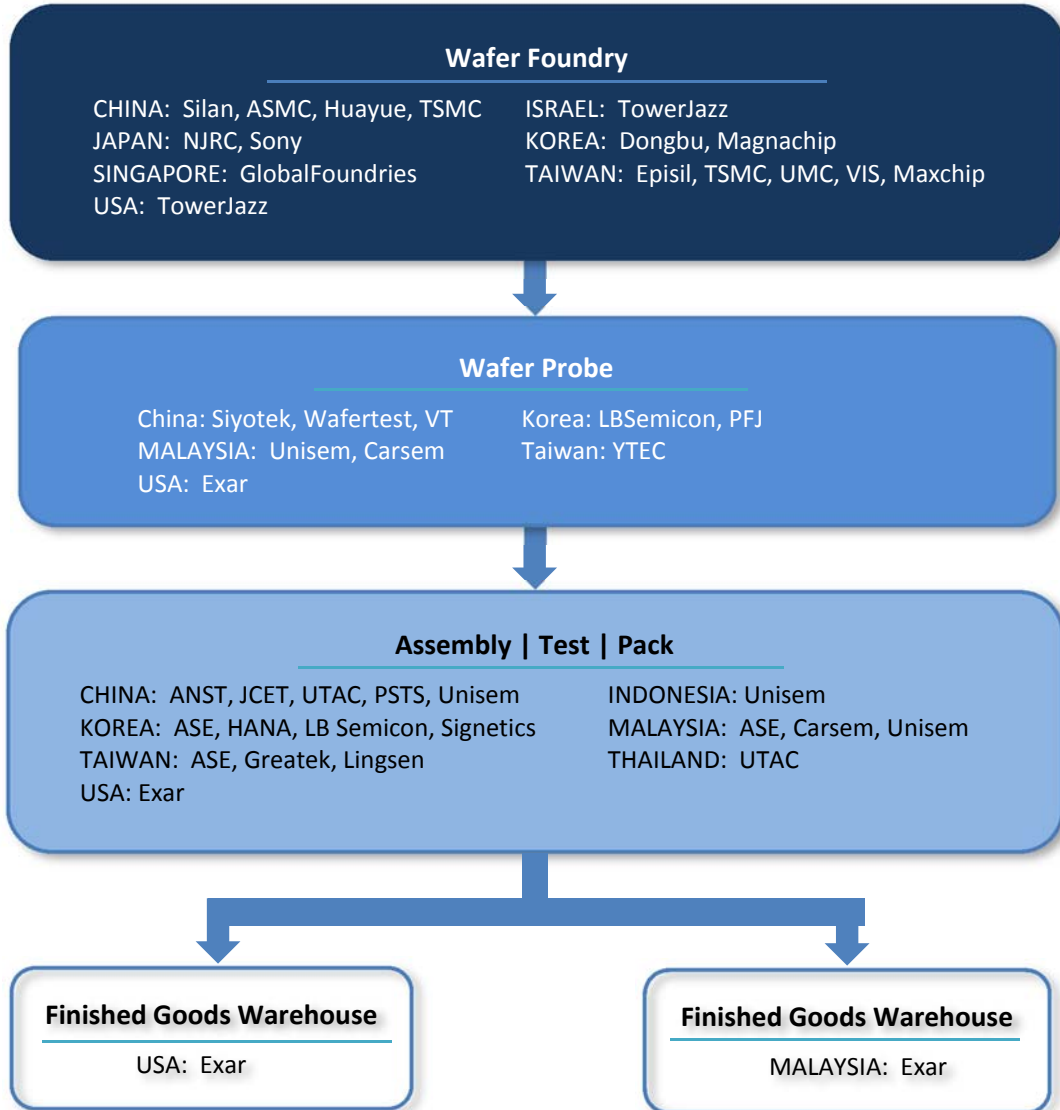 Wafer Foundry
CHINA: Silan, ASMC, Huayue, TSMC
JAPAN: NJRC, Sony
SINGAPORE: GlobalFoundries
USA: TowerJazz
ISRAEL: TowerJazz
KOREA: Dongbu, Magnachip
TAIWAN: Episil, TSMC, UMC, VIS, Maxchip
Wafer Probe
China: Siyotek, Wafertest, VT
MALAYSIA: Unisem, Carsem
USA: Exar
Korea: LBSemicon, PFJ
Taiwan: YTEC
Assembly | Test | Pack
CHINA: ANST, JCET, UTAC, PSTS, Unisem
KOREA: ASE, HANA, LB Semicon, Signetics
TAIWAN: ASE, Greatek, Lingsen
USA: Exar
INDONESIA: Unisem
MALAYSIA: ASE, Carsem, Unisem
THAILAND: UTAC
Finished Goods Warehouse
USA: Exar
Finished Goods Warehouse
MALAYSIA: Exar